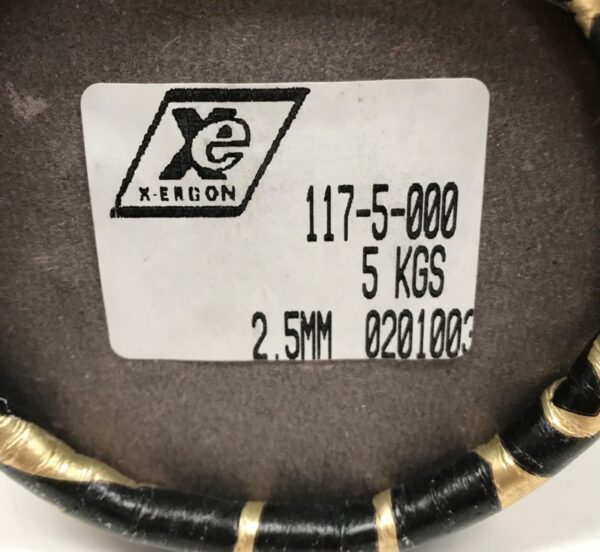 Xe
X-ERGON
117-5-000
5 KGS
2.5MM 0201003